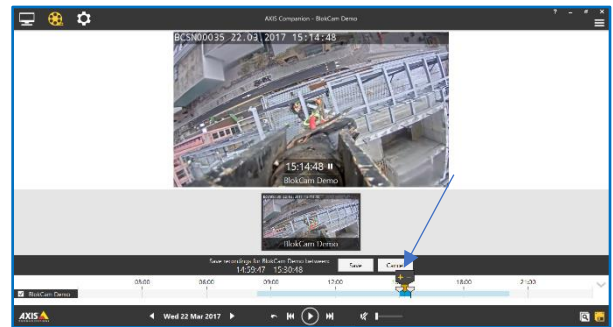 AXIS Companion - BlokCam Demo
BCSN00035 22.03.2017 15:14:48
15:14:48
BlokCam Demo
BlokCam Demo
Save recordings for BlokCam Demo between:
14:59:47 15:30:48
Save
Cancel
03:00 06:00 09:00 12:00 18:00 21:00
BlokCam Demo
AXIS
Wed 22 Mar 2017